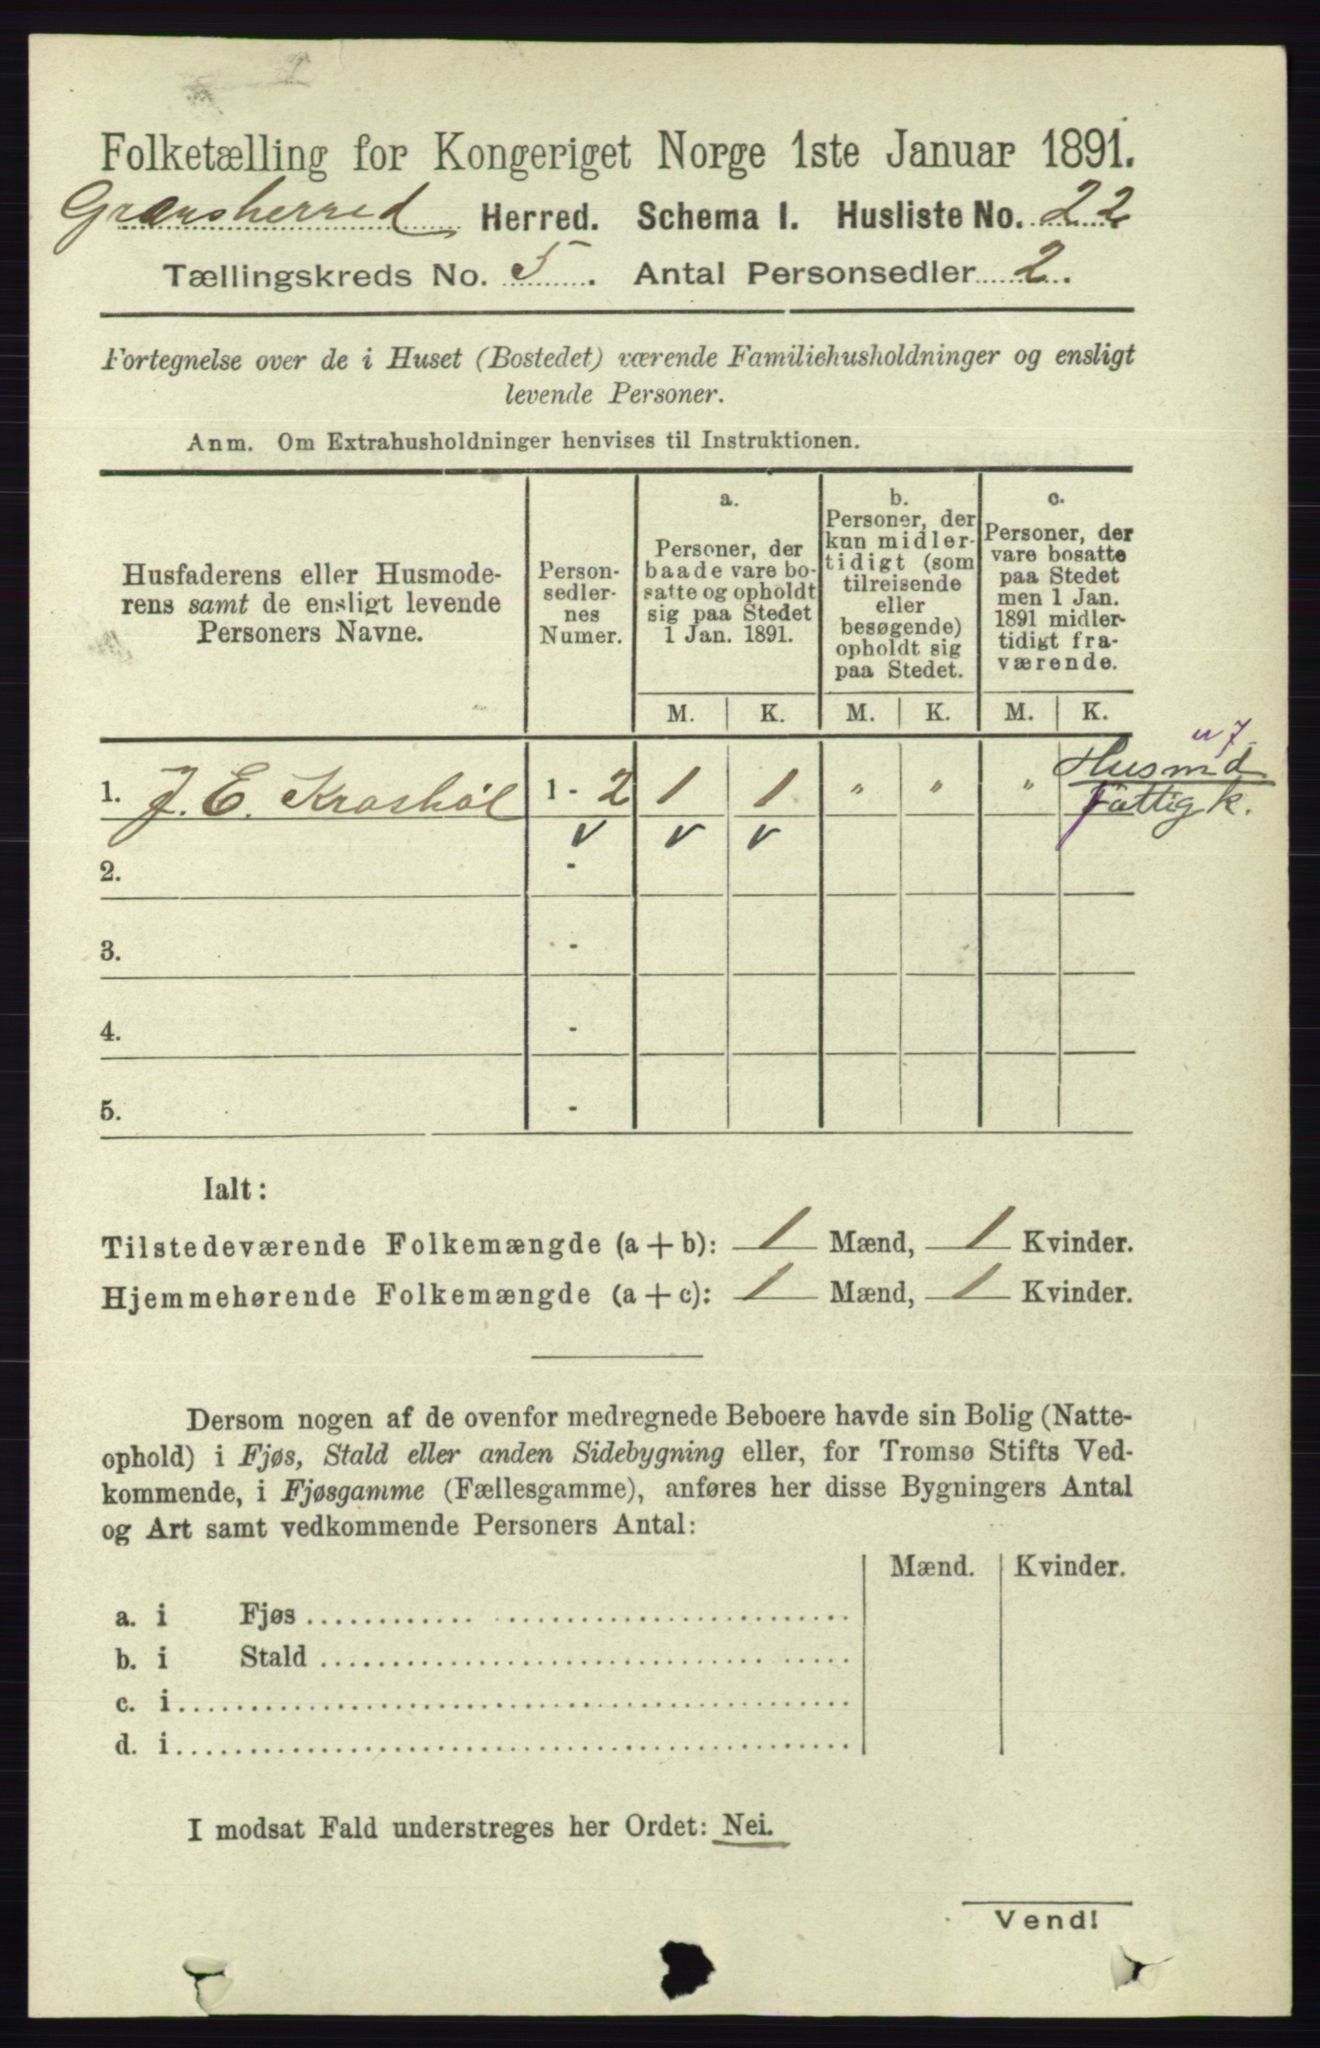 Folketælling for Kongeriget Norge 1ste Januar 1891.
Gransherred Herred. Schema I. Husliste No. 22
Tællingskreds No. 5. Antal Personsedler 2.
Fortegnelse over de i Huset (Bostedet) værende Familiehusholdninger og ensligt
levende Personer.
Anm. Om Extrahusholdninger henvises til Instruktionen.
Husfaderens eller Husmode-
rens samt de ensligt levende
Personers Navne.
Person-
sedler-
nes
Numer.
a.
Personer, der
baade vare bo-
satte og opholdt
sig paa Stedet
1 Jan. 1891.
b.
Personer, der
kun midler-
tidigt (som
tilreisende
eller
besøgende)
opholdt sig
paa Stedet.
c.
Personer, der
vare bosatte
paa Stedet
men 1 Jan.
1891 midler-
tidigt fra-
værende.
M. K. M. K. M. K.
1. J. E. Krashøl 1 - 2 1 1 " " " Husmd
Fattigk.
v v v
2. -
3. -
4. -
5. -
Ialt:
Tilstedeværende Folkemængde (a + b): 1 Mænd, 1 Kvinder.
Hjemmehørende Folkemængde (a + c): 1 Mænd, 1 Kvinder.
Dersom nogen af de ovenfor medregnede Beboere havde sin Bolig (Natte-
ophold) i Fjøs, Stald eller anden Sidebygning eller, for Tromsø Stifts Ved-
kommende, i Fjøsgamme (Fællesgamme), anføres her disse Bygningers Antal
og Art samt vedkommende Personers Antal:
Mænd. Kvinder.
a. i Fjøs
b. i Stald
c. i
d. i
I modsat Fald understreges her Ordet: Nei.
Vend!